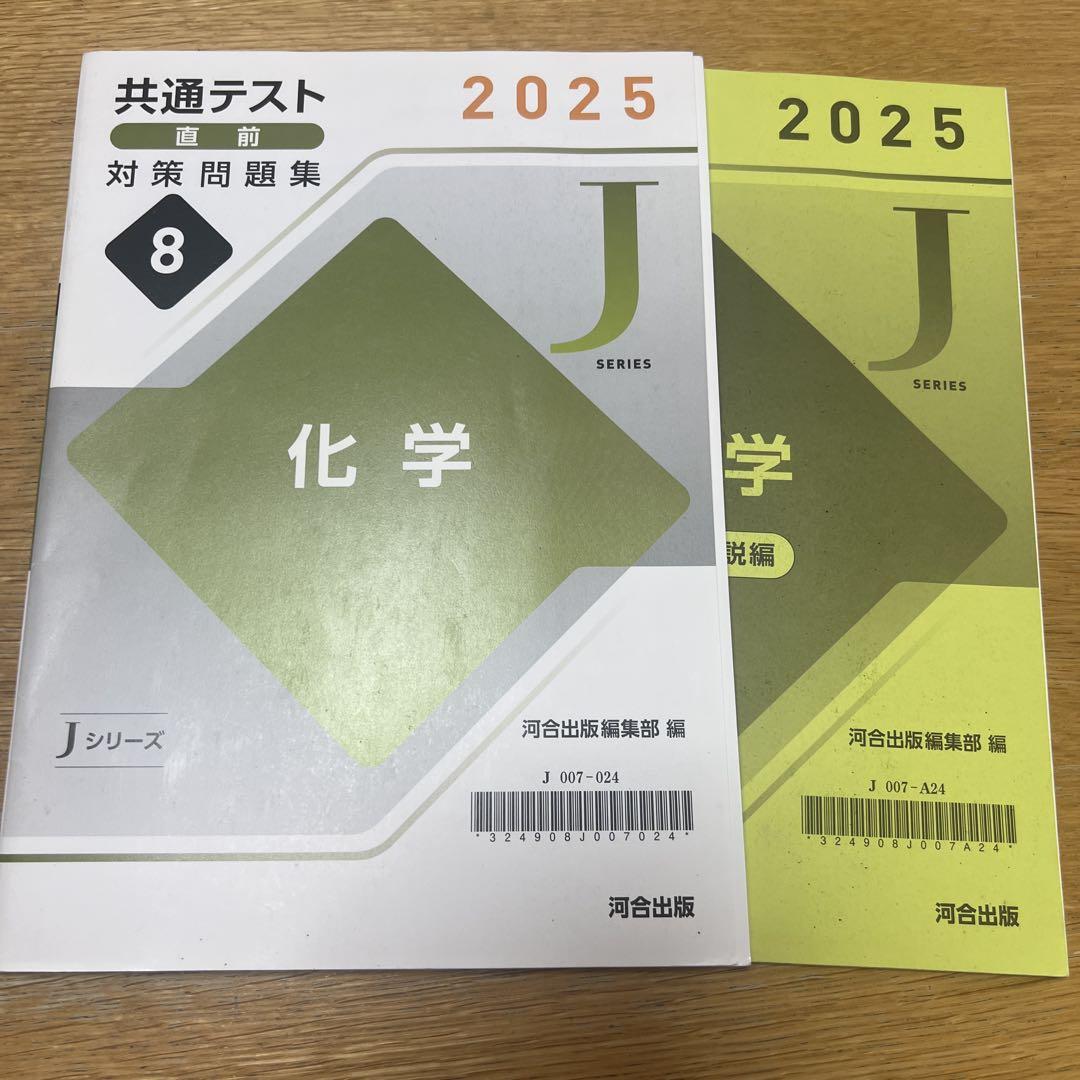 共通テスト
直前
対策問題集
8
2025
J
SERIES
化学
Jシリーズ
河合出版編集部 編
J 007-024
*324908J007024*
河合出版
2025
J
SERIES
学
説編
河合出版編集部 編
J 007-A24
*324908J007A24*
河合出版